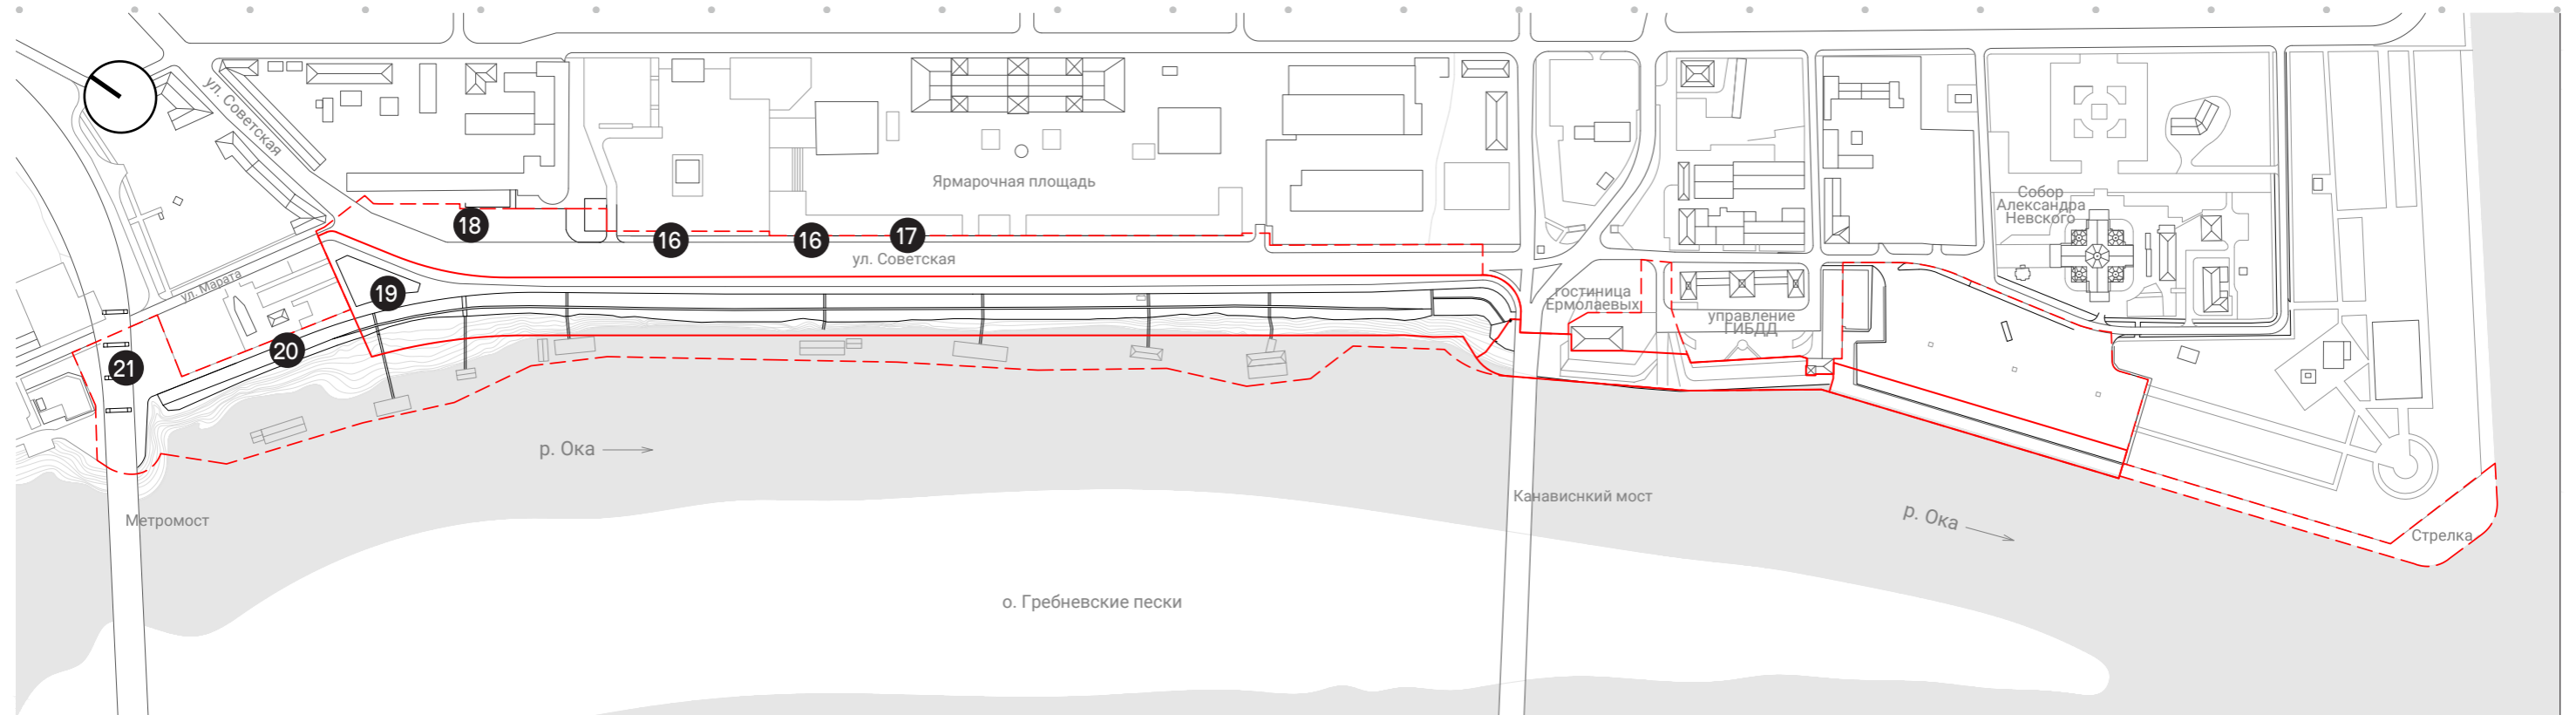 ул. Советская
Ярмарочная площадь
Собор
Александра
Невского
18
16
16
17
ул. Советская
ул. Марата
19
гостиница
Ермолаевых
управление
ГИБДД
20
21
р. Ока
Канависнкий мост
Метромост
р. Ока
Стрелка
о. Гребневские пески